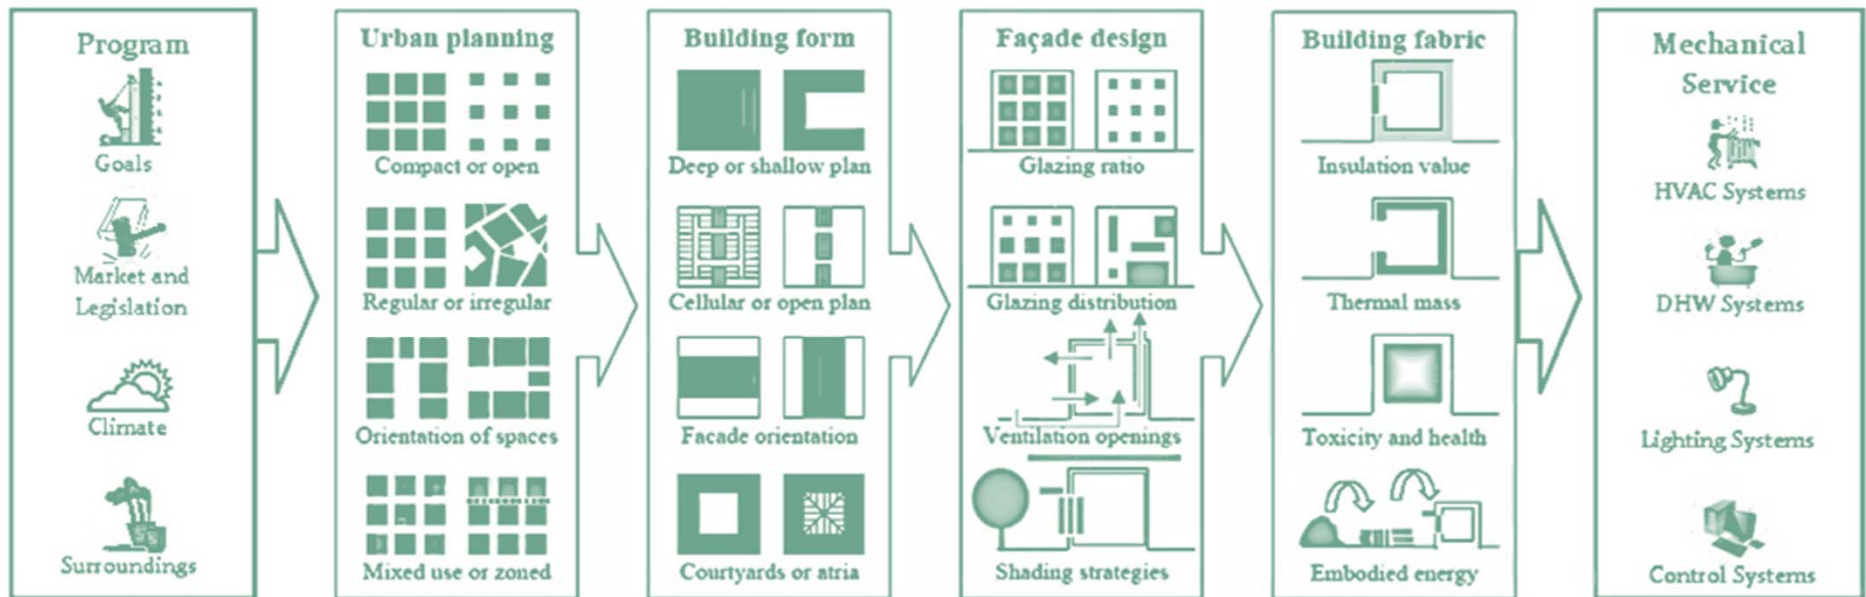 Program
Goals
Market and
Legislation
Climate
Surroundings
Urban planning
Compact or open
Regular or irregular
Orientation of spaces
Mixed use or zoned
Building form
Deep or shallow plan
Cellular or open plan
Facade orientation
Courtyards or atria
Façade design
Glazing ratio
Glazing distribution
Ventilation openings
Shading strategies
Building fabric
Insulation value
Thermal mass
Toxicity and health
Embodied energy
Mechanical
Service
HVAC Systems
DHW Systems
Lighting Systems
Control Systems